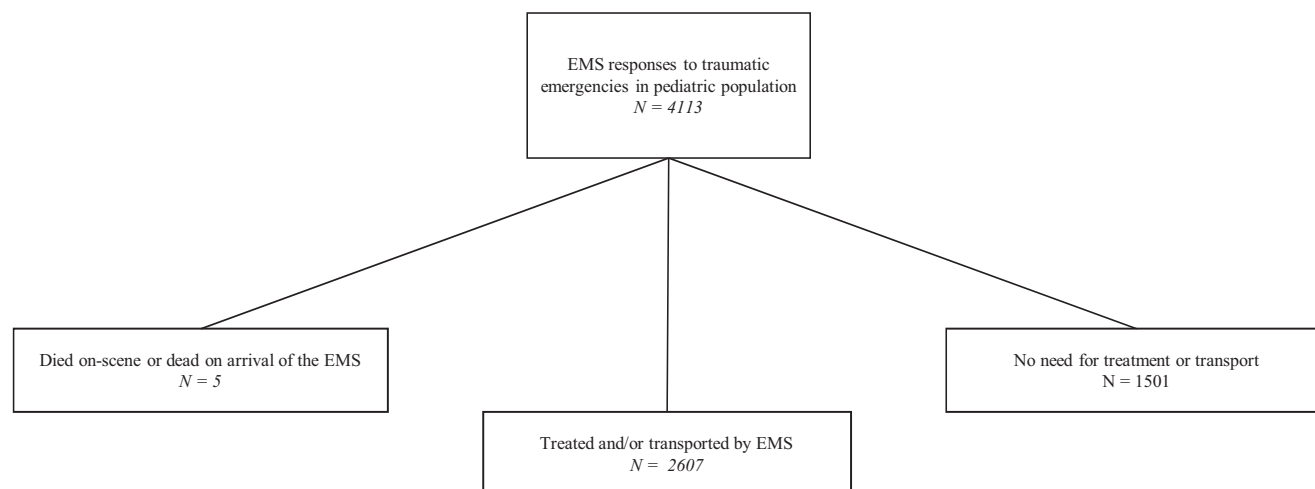 EMS responses to traumatic
emergencies in pediatric population
N = 4113
Died on-scene or dead on arrival of the EMS
N = 5
No need for treatment or transport
N = 1501
Treated and/or transported by EMS
N = 2607